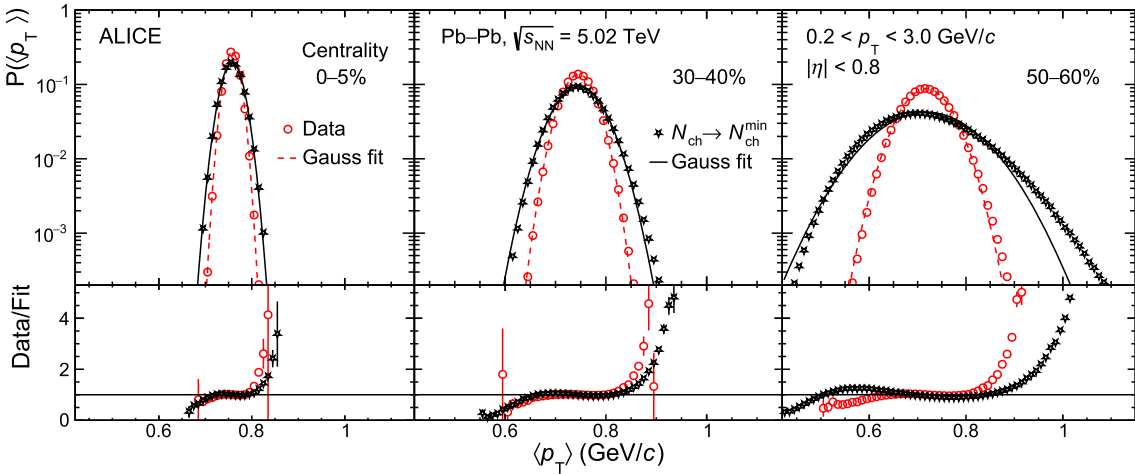 P(⟨p_T⟩)
1
10⁻¹
10⁻²
10⁻³
ALICE
Centrality
0–5%
Data
Gauss fit
Pb–Pb, √s_NN = 5.02 TeV
30–40%
N_ch → N_ch^min
Gauss fit
0.2 < p_T < 3.0 GeV/c
|η| < 0.8
50–60%
Data/Fit
4
2
0
0.6 0.8 1 0.6 0.8 1 0.6 0.8 1
⟨p_T⟩ (GeV/c)